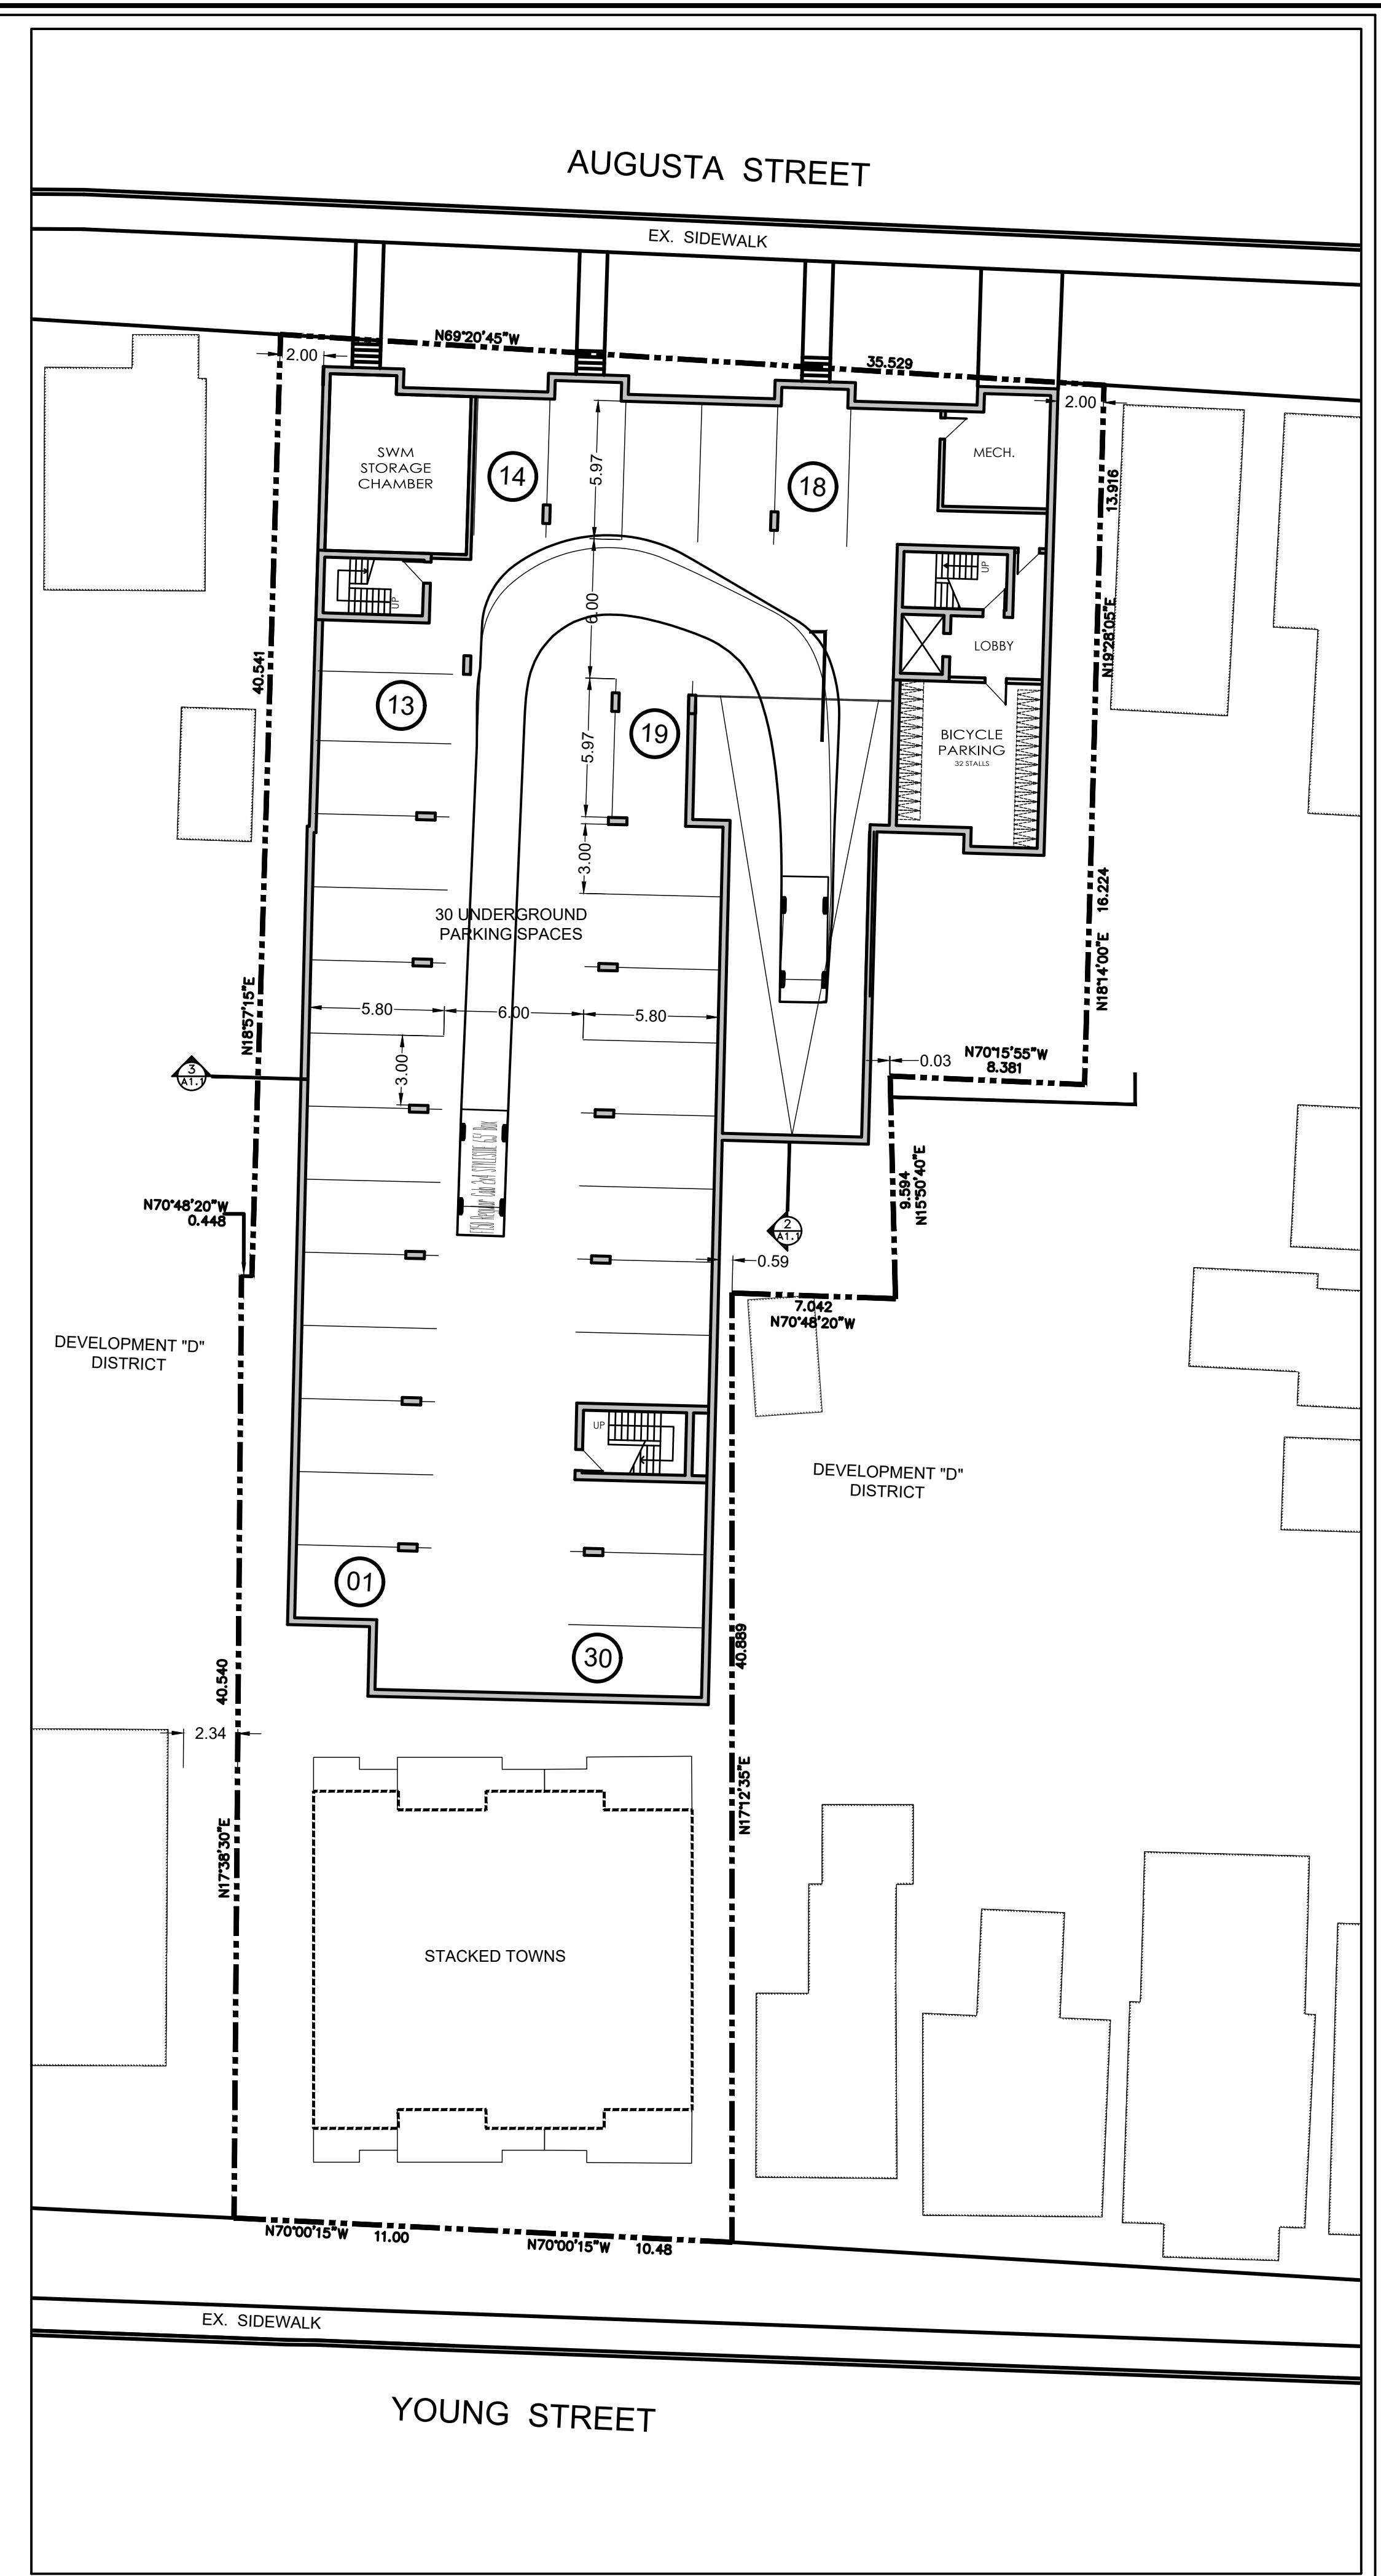 AUGUSTA STREET
EX. SIDEWALK
N69°20'45"W
35.529
2.00
2.00
SWM
STORAGE
CHAMBER
14
5.97
18
MECH.
13.916
UP
6.00
UP
LOBBY
N19°28'05"E
40.541
13
19
5.97
BICYCLE
PARKING
32 STALLS
3.00
30 UNDERGROUND
PARKING SPACES
16.224
N18°14'00"E
N18°57'15"E
5.80
6.00
5.80
3.00
0.03
N70°15'55"W
8.381
3
A1.1
9.594
N15°50'40"E
N70°48'20"W
0.448
2
A1.1
0.59
7.042
N70°48'20"W
DEVELOPMENT "D"
DISTRICT
UP
DEVELOPMENT "D"
DISTRICT
01
30
40.889
40.540
2.34
N17°12'35"E
N17°38'30"E
STACKED TOWNS
N70°00'15"W
11.00
N70°00'15"W
10.48
EX. SIDEWALK
YOUNG STREET